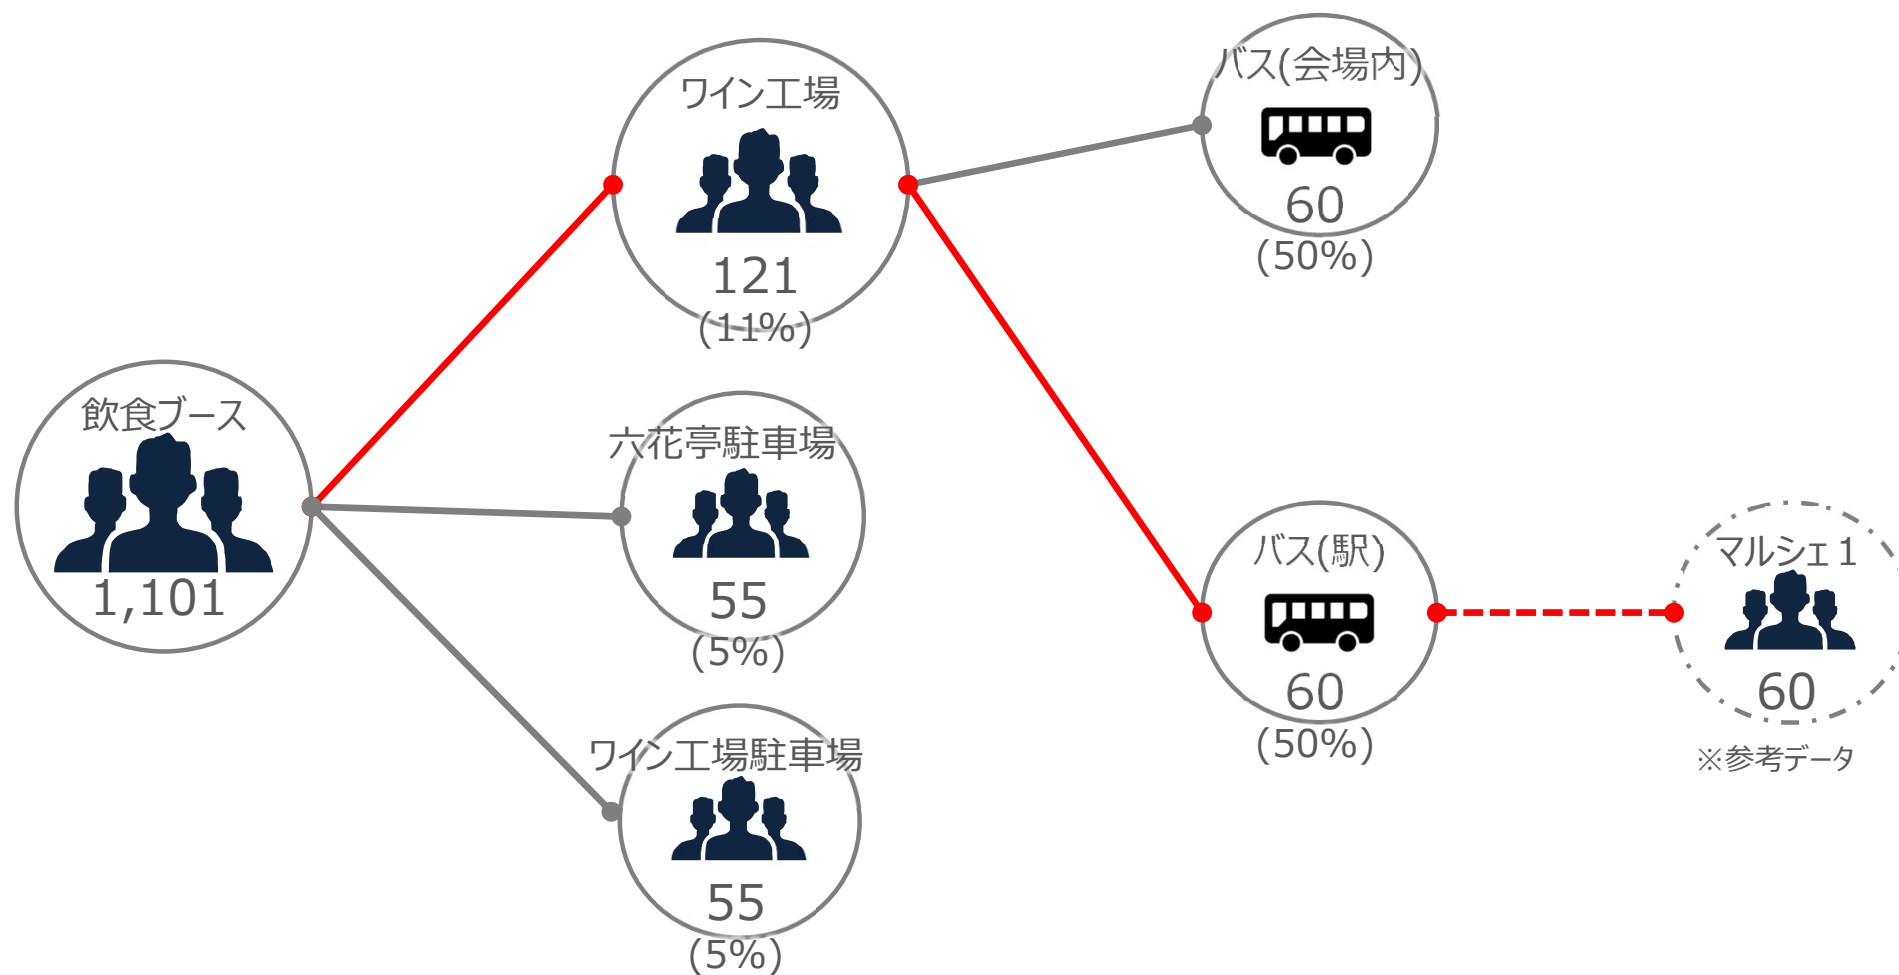 飲食ブース
1,101
ワイン工場
121
(11%)
六花亭駐車場
55
(5%)
ワイン工場駐車場
55
(5%)
バス(会場内)
60
(50%)
バス(駅)
60
(50%)
マルシェ1
60
※参考データ